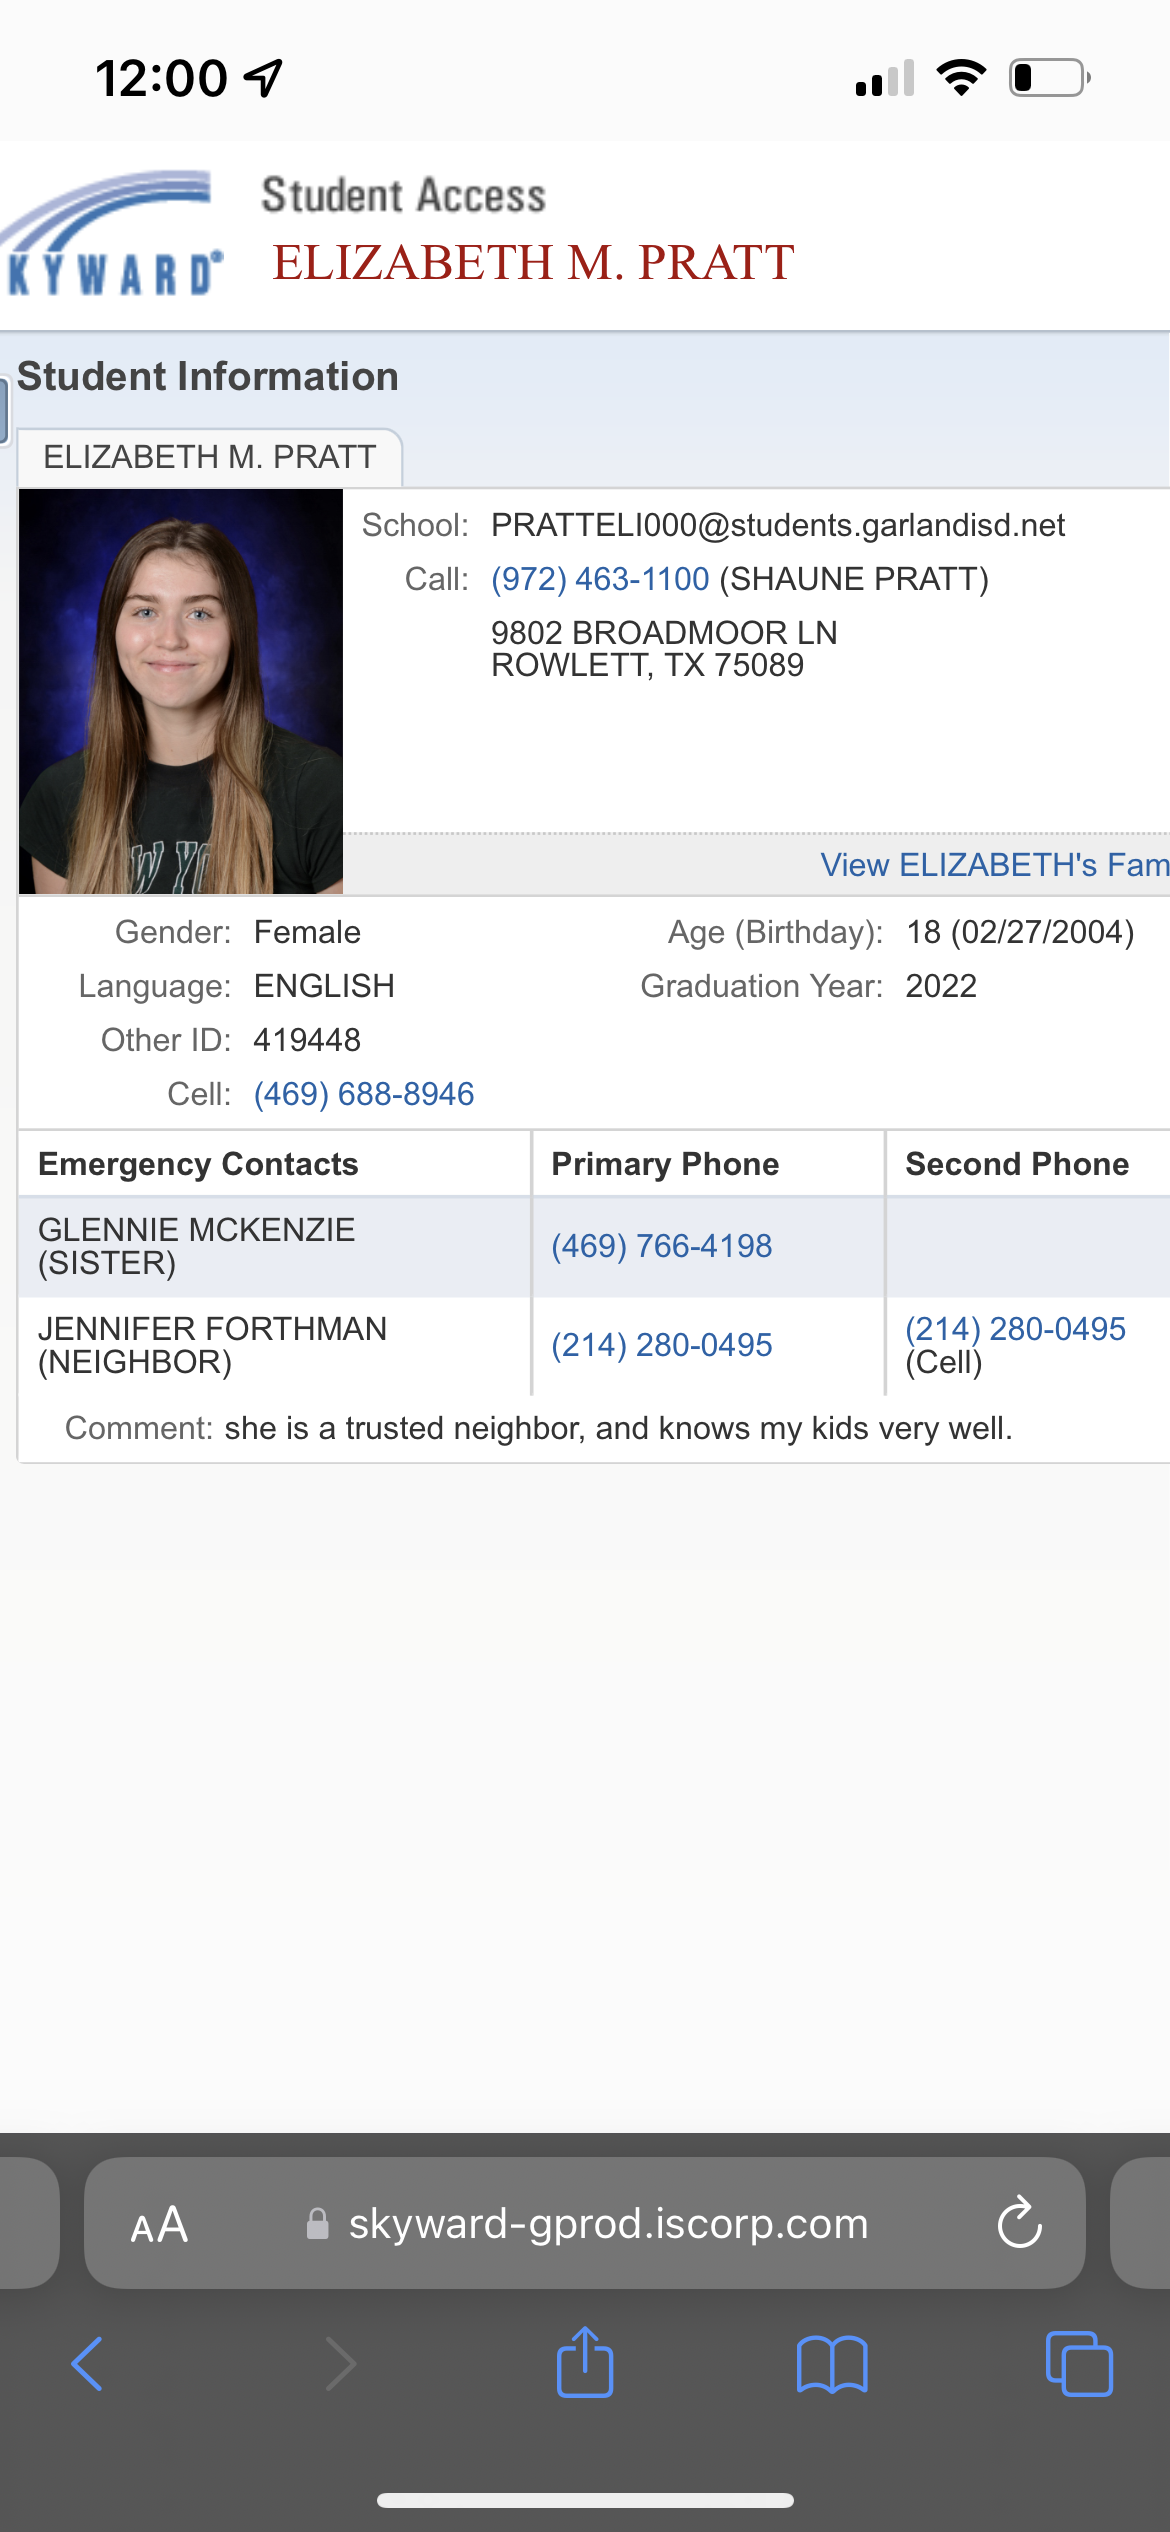 12:00
Student Access
KYWARD®
ELIZABETH M. PRATT
Student Information
ELIZABETH M. PRATT
School: PRATTELI000@students.garlandisd.net
Call: (972) 463-1100 (SHAUNE PRATT)
9802 BROADMOOR LN
ROWLETT, TX 75089
W YO
View ELIZABETH's Fam
Gender: Female Age (Birthday): 18 (02/27/2004)
Language: ENGLISH Graduation Year: 2022
Other ID: 419448
Cell: (469) 688-8946
Emergency Contacts Primary Phone Second Phone
GLENNIE MCKENZIE
(SISTER) (469) 766-4198
JENNIFER FORTHMAN
(NEIGHBOR) (214) 280-0495 (214) 280-0495
(Cell)
Comment: she is a trusted neighbor, and knows my kids very well.
AA skyward-gprod.iscorp.com